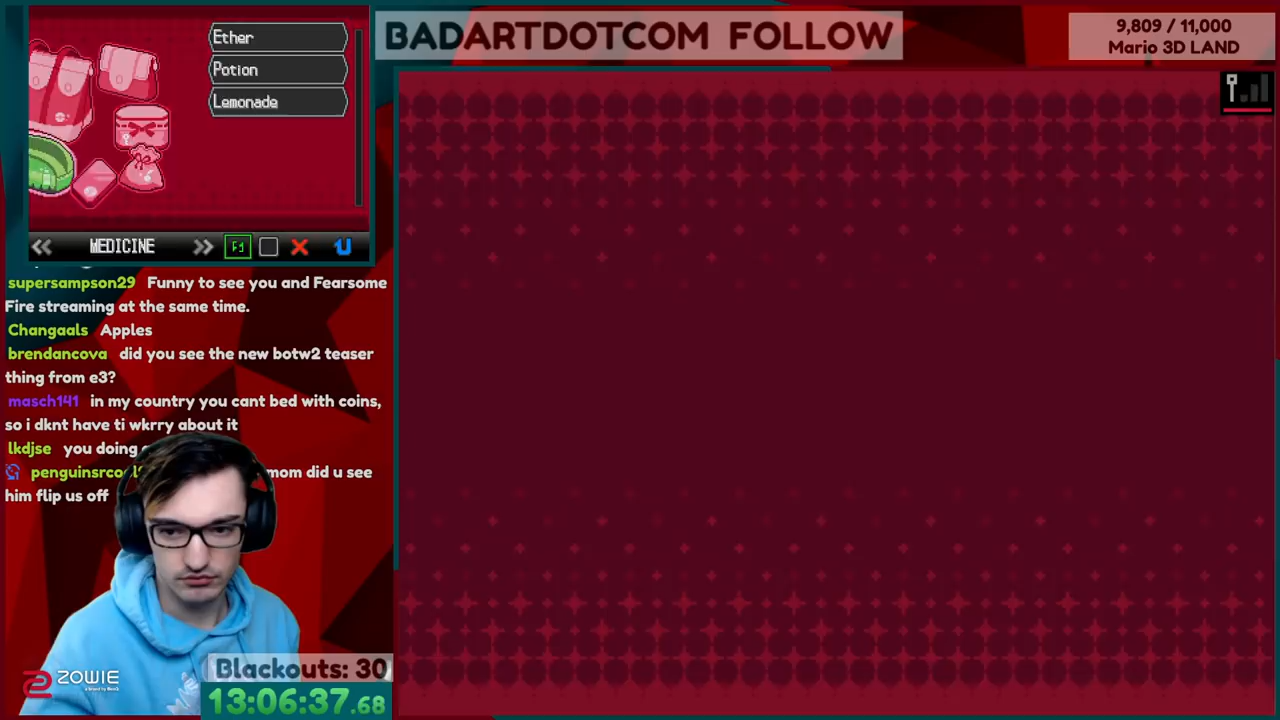 Ether
Potion
Lemonade
MEDICINE
BADARTDOTCOM FOLLOW
9,809 / 11,000
Mario 3D LAND
supersampson29 Funny to see you and Fearsome
Fire streaming at the same time.
Changaals Apples
brendancova did you see the new botw2 teaser
thing from e3?
masch141 in my country you cant bed with coins,
so i dknt have ti wkrry about it
lkdjse you doing
mom did u see
him flip us off
ZOWIE
Blackouts: 30
13:06:37.68